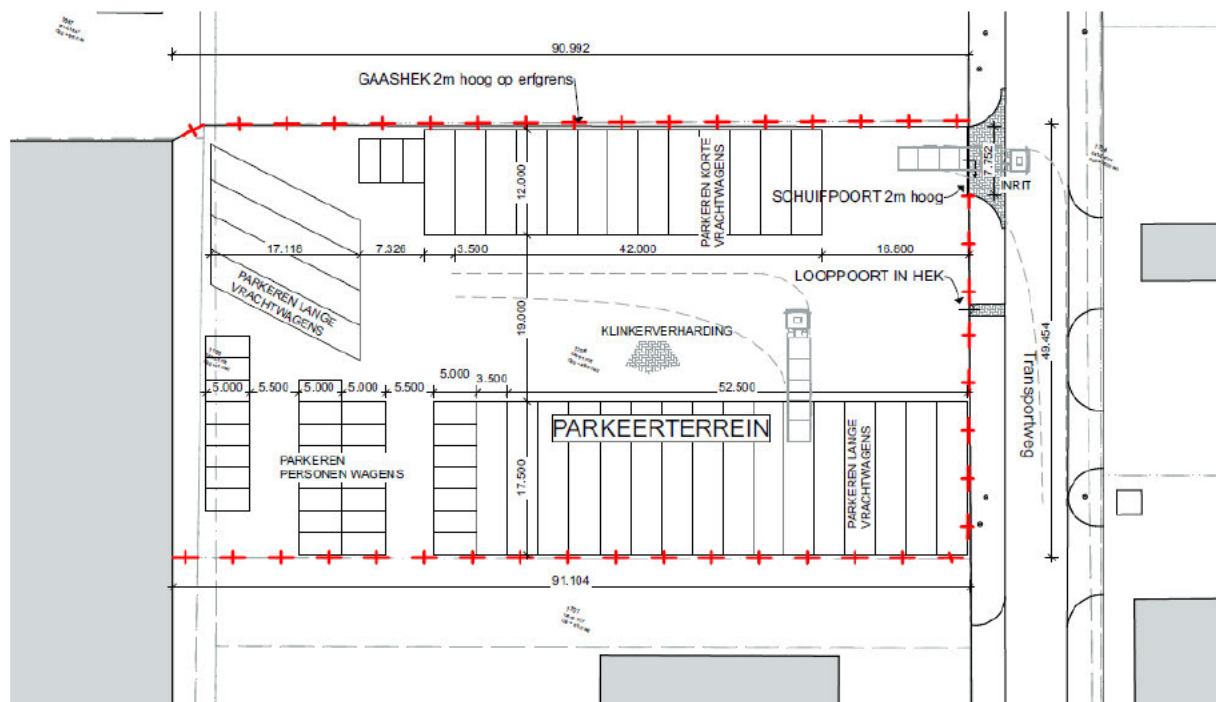 90.992
GAASHEK 2m hoog op erfgrens
12.000
PARKEREN KORTE
VRACHTWAGENS
7.752
INRIT
SCHUIFPOORT 2m hoog
17.116
7.326
3.500
42.000
16.600
LOOPPOORT IN HEK
PARKEREN LANGE
VRACHTWAGENS
19.000
KLINKERVERHARDING
49.454
Transportweg
5.000
5.500
5.000
5.000
5.500
5.000
3.500
52.500
PARKEERTERREIN
PARKEREN
PERSONEN WAGENS
17.500
PARKEREN LANGE
VRACHTWAGENS
91.104